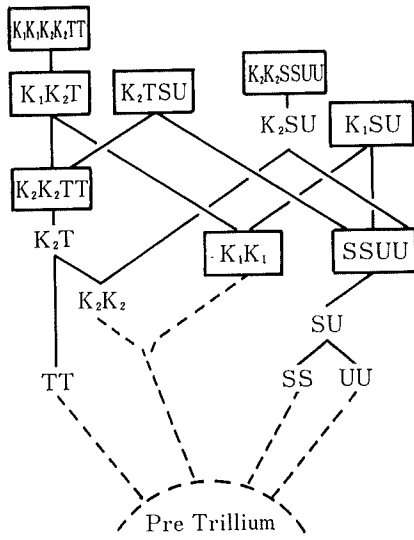 K₁K₁K₂K₂TT
K₂K₂SSUU
K₁K₂T
K₂TSU
K₂SU
K₁SU
K₂K₂TT
K₂T
K₁K₁
SSUU
K₂K₂
SU
TT
SS
UU
Pre Trillium